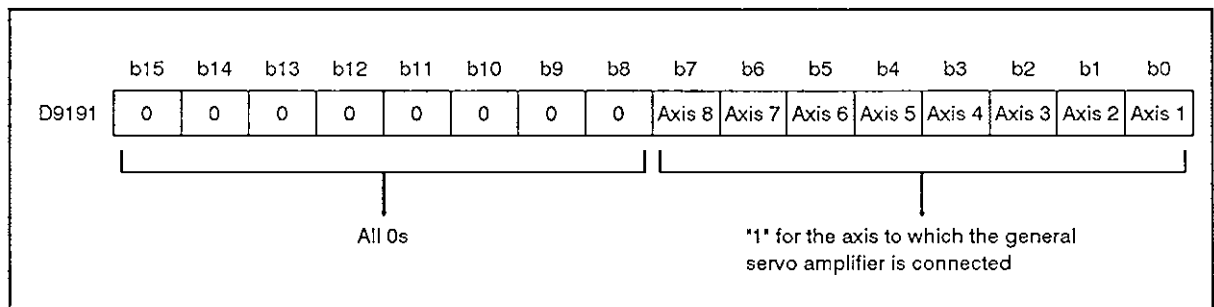 b15 b14 b13 b12 b11 b10 b9 b8 b7 b6 b5 b4 b3 b2 b1 b0
D9191 0 0 0 0 0 0 0 0 Axis 8 Axis 7 Axis 6 Axis 5 Axis 4 Axis 3 Axis 2 Axis 1
All 0s
"1" for the axis to which the general
servo amplifier is connected